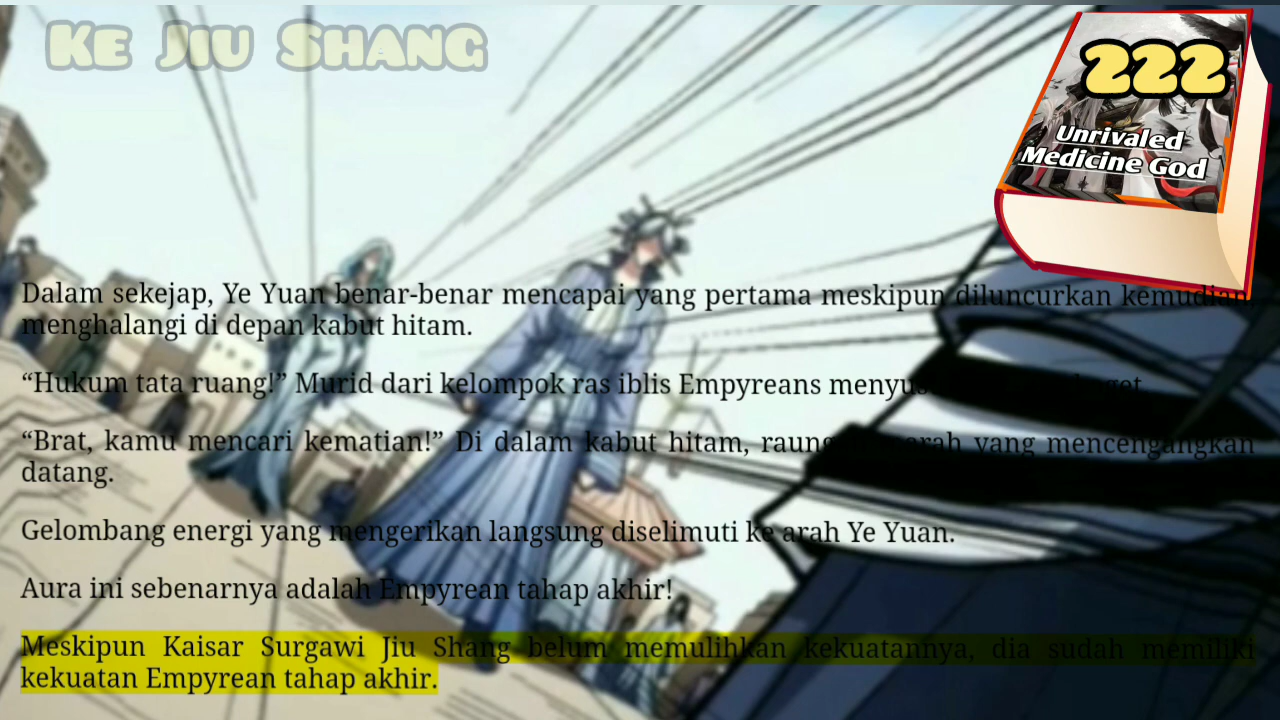 Ke Jiu Shang
222
Unrivaled
Medicine God
Dalam sekejap, Ye Yuan benar-benar mencapai yang pertama meskipun diluncurkan kemudian,
menghalangi di depan kabut hitam.
“Hukum tata ruang!” Murid dari kelompok ras iblis Empyreans
“Brat, kamu mencari kematian!” Di dalam kabut hitam, yang mencengangkan
datang.
Gelombang energi yang mengerikan langsung diselimuti ke arah Ye Yuan.
Aura ini sebenarnya adalah Empyrean tahap akhir!
Meskipun Kaisar Surgawi Jiu Shang belum memulihkan kekuatannya, dia sudah memiliki
kekuatan Empyrean tahap akhir.